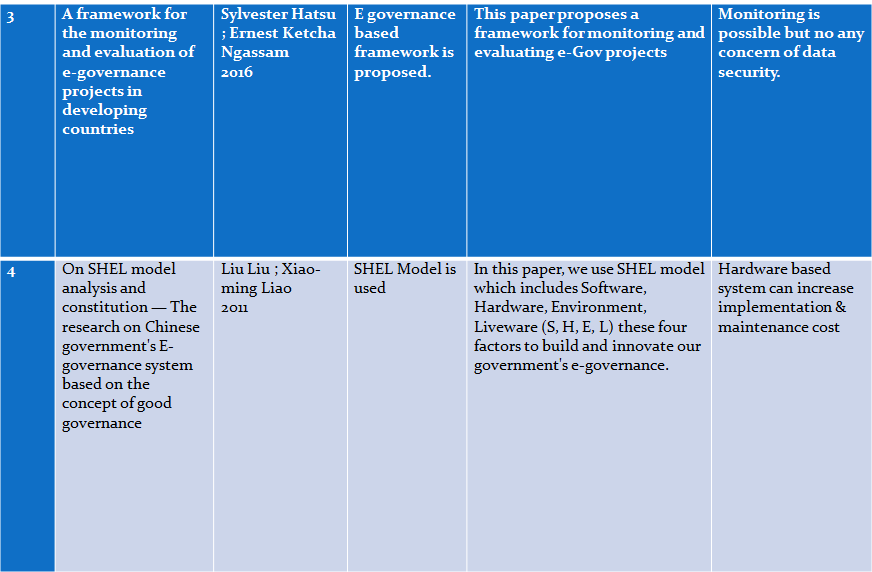 3
A framework for
the monitoring
and evaluation of
e-governance
projects in
developing
countries
Sylvester Hatsu
; Ernest Ketcha
Ngassam
2016
E governance
based
framework is
proposed.
This paper proposes a
framework for monitoring and
evaluating e-Gov projects
Monitoring is
possible but no any
concern of data
security.
4
On SHEL model
analysis and
constitution — The
research on Chinese
government's E-
governance system
based on the
concept of good
governance
Liu Liu ; Xiao-
ming Liao
2011
SHEL Model is
used
In this paper, we use SHEL model
which includes Software,
Hardware, Environment,
Liveware (S, H, E, L) these four
factors to build and innovate our
government's e-governance.
Hardware based
system can increase
implementation &
maintenance cost